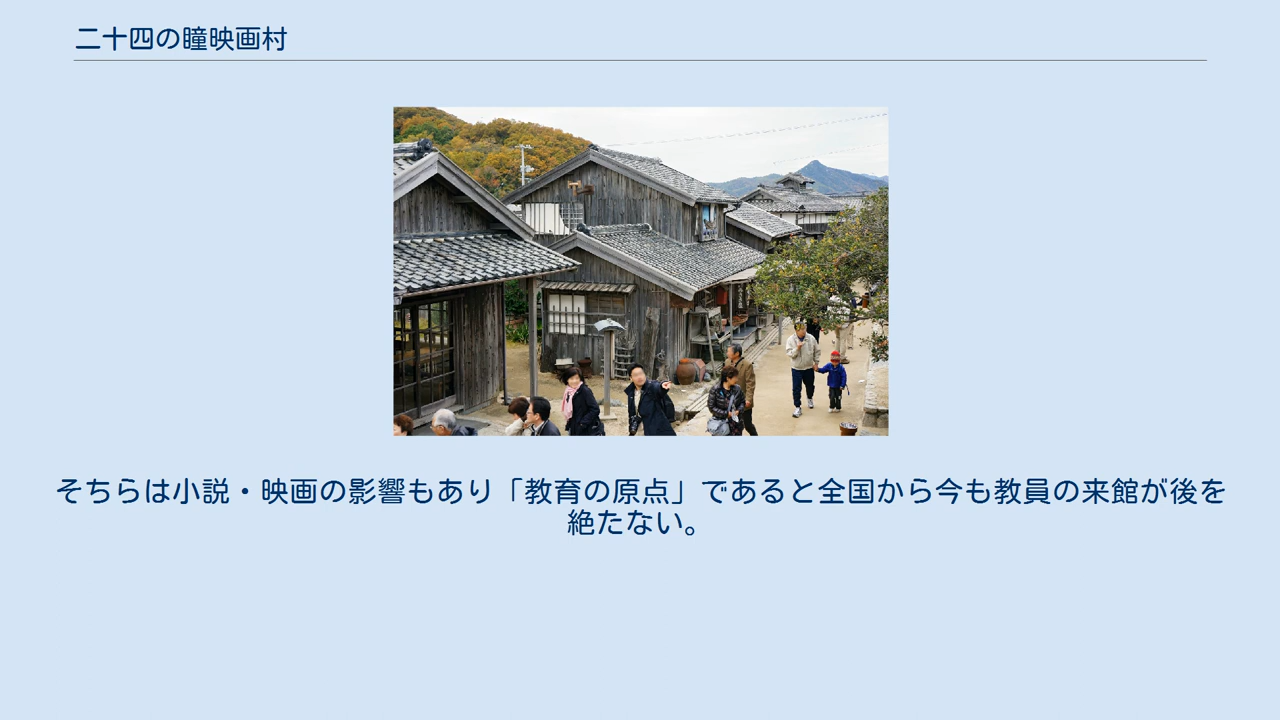 二十四の瞳映画村
そちらは小説・映画の影響もあり「教育の原点」であると全国から今も教員の来館が後を
絶たない。